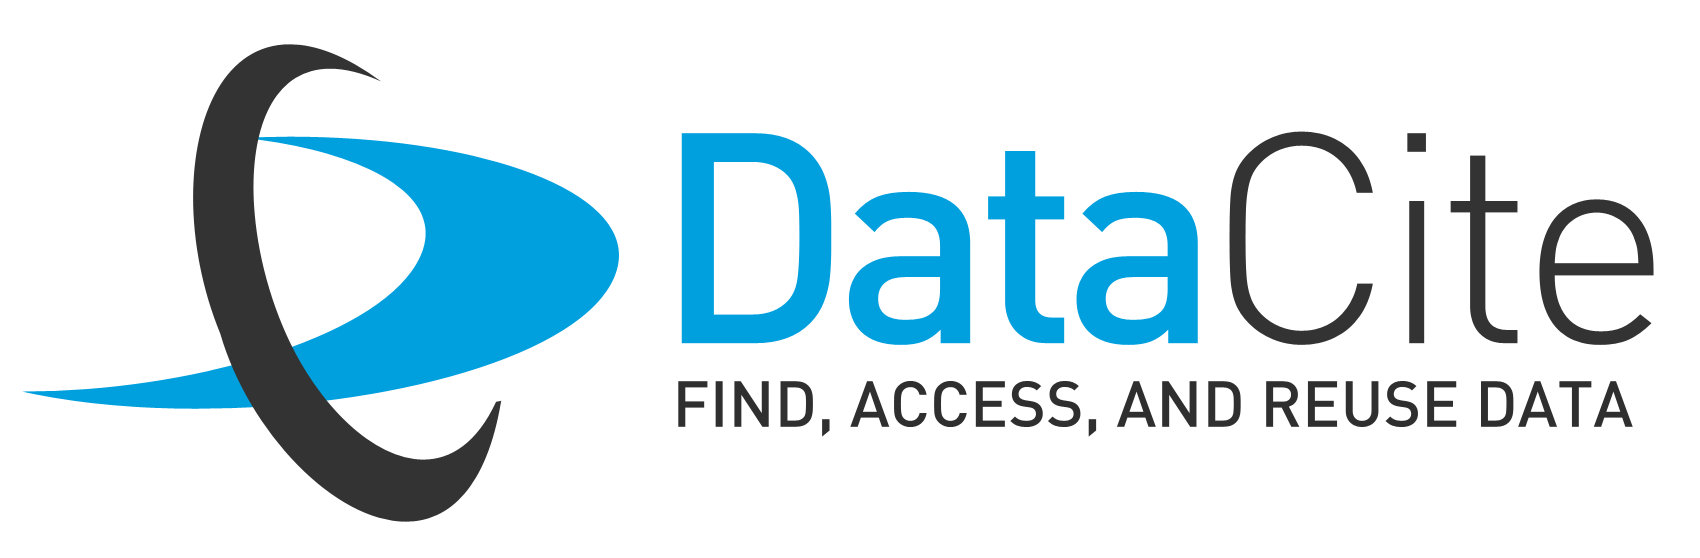 DataCite
FIND, ACCESS, AND REUSE DATA